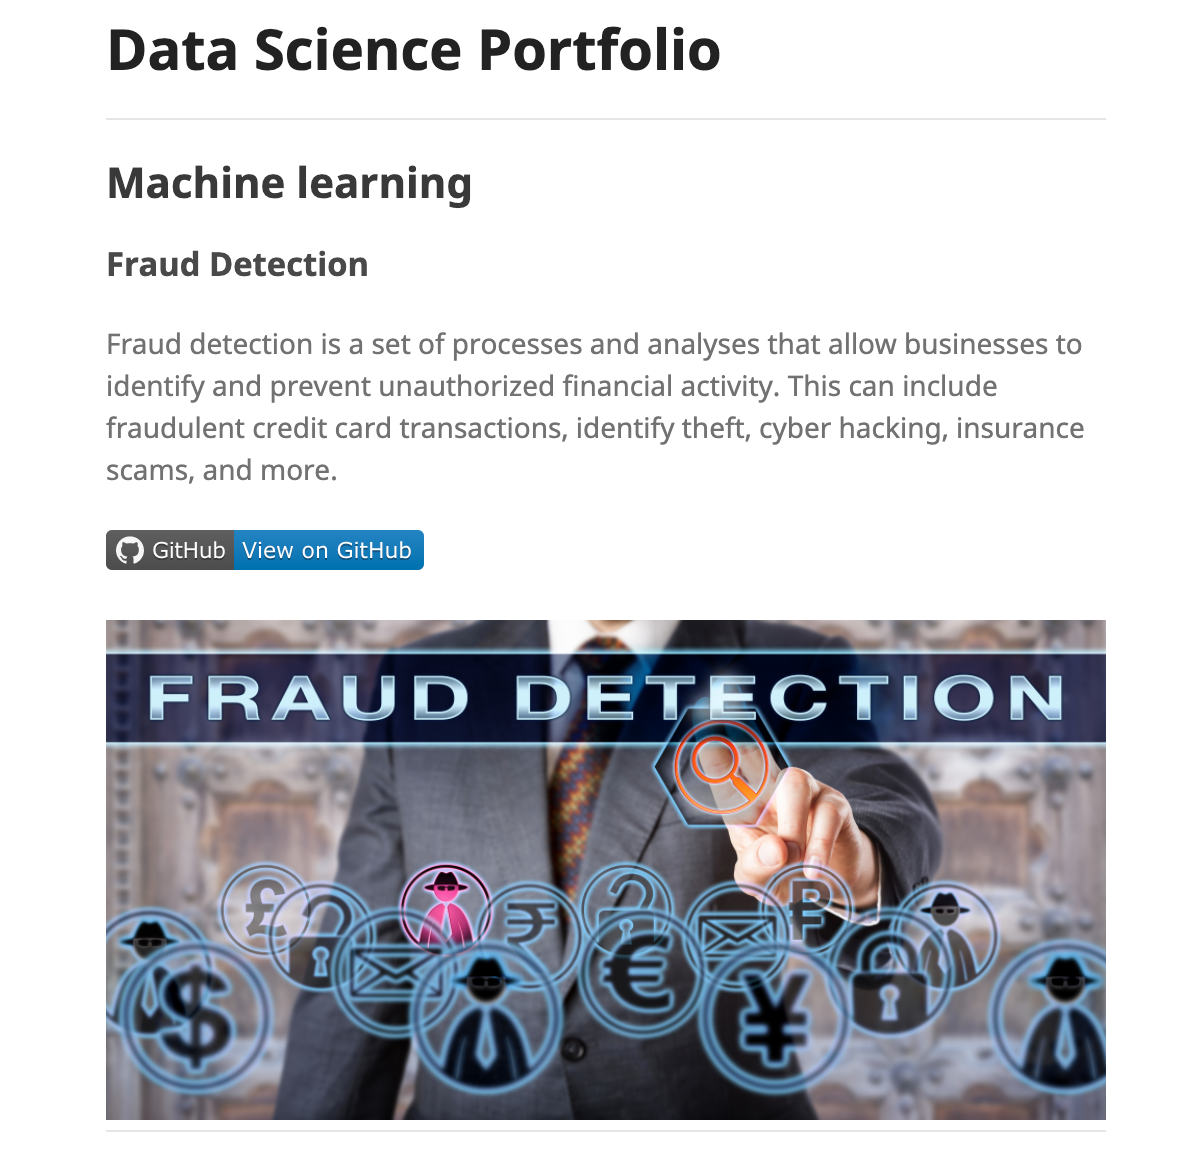 Data Science Portfolio
Machine learning
Fraud Detection
Fraud detection is a set of processes and analyses that allow businesses to
identify and prevent unauthorized financial activity. This can include
fraudulent credit card transactions, identify theft, cyber hacking, insurance
scams, and more.
GitHub View on GitHub
FRAUD DETECTION
£ ₹ ₽
$ € ¥